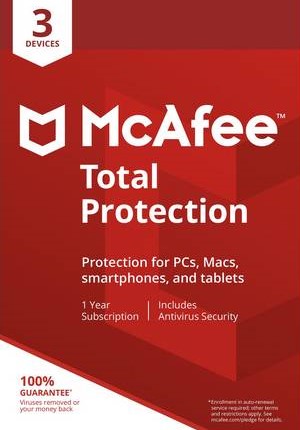 3
DEVICES
McAfee™
Total
Protection
Protection for PCs, Macs,
smartphones, and tablets
1 Year
Subscription
Includes
Antivirus Security
100%
GUARANTEE*
Viruses removed or
your money back
*Enrollment in auto-renewal
service required; other terms
and restrictions apply. See
mcafee.com/pledge for details.